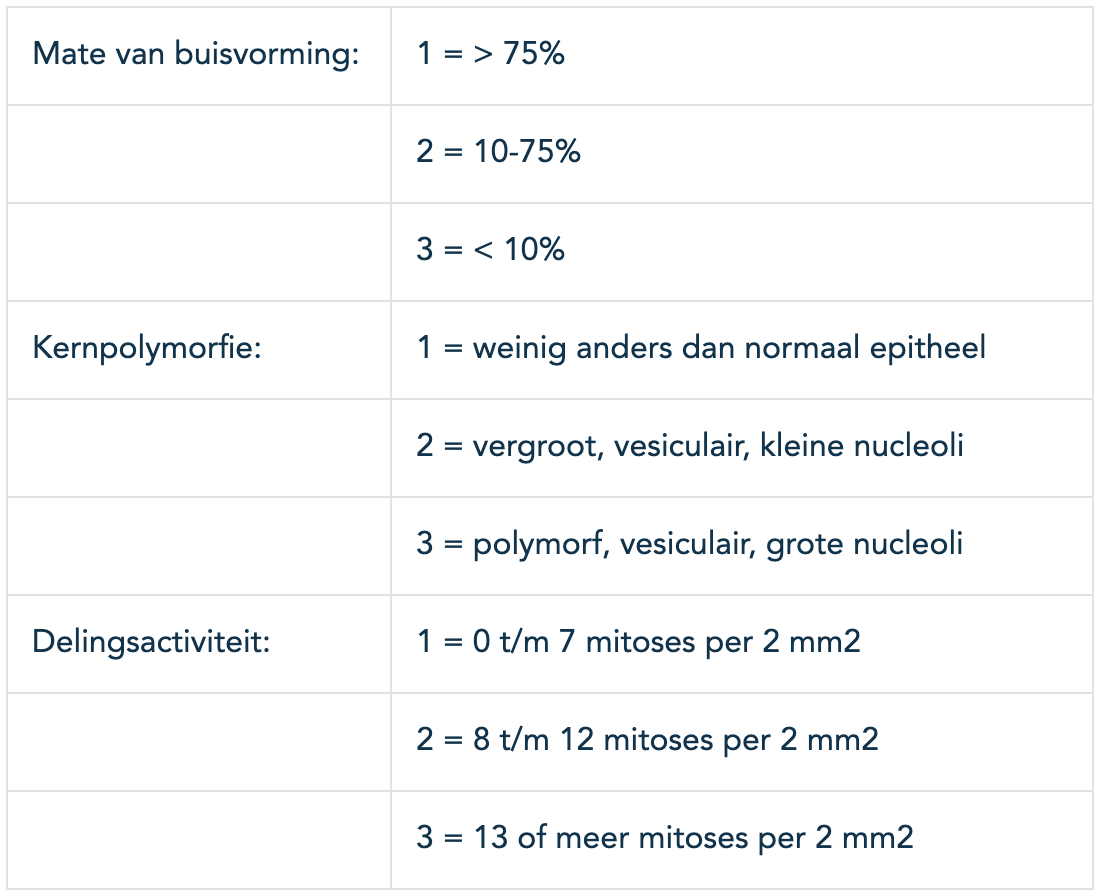 Mate van buisvorming: 1 = > 75%
2 = 10-75%
3 = < 10%
Kernpolymorfie: 1 = weinig anders dan normaal epitheel
2 = vergroot, vesiculair, kleine nucleoli
3 = polymorf, vesiculair, grote nucleoli
Delingsactiviteit: 1 = 0 t/m 7 mitoses per 2 mm2
2 = 8 t/m 12 mitoses per 2 mm2
3 = 13 of meer mitoses per 2 mm2